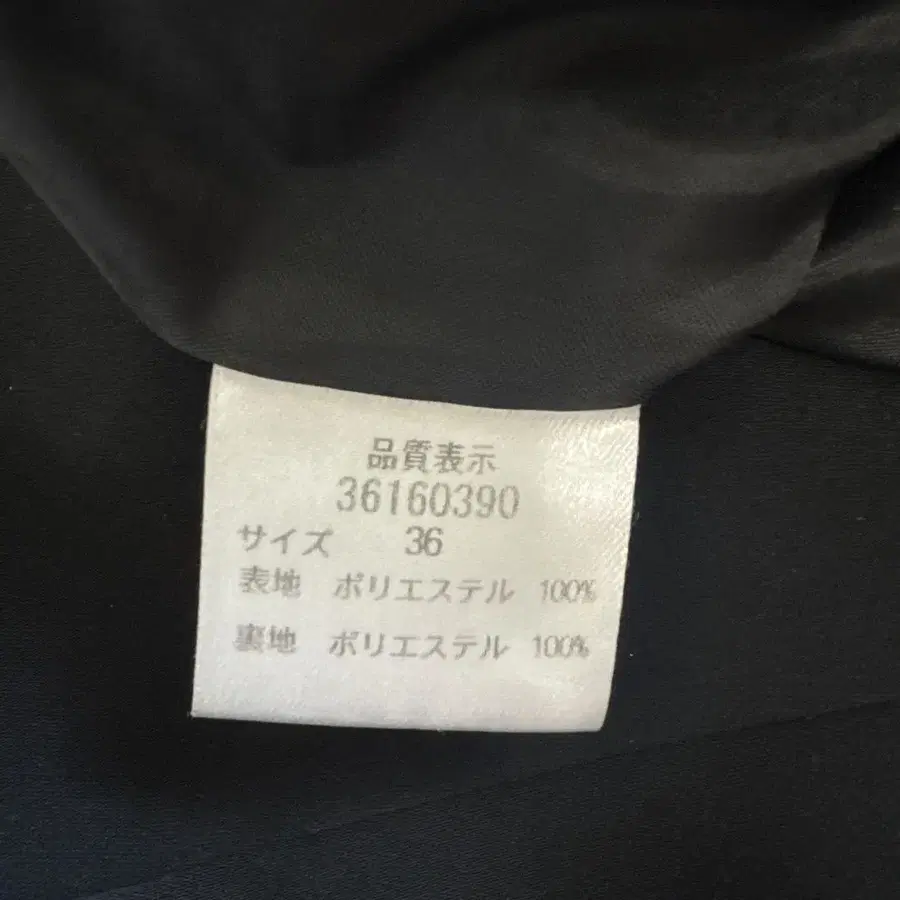 品質表示
36160390
サイズ 36
表地 ポリエステル 100%
裏地 ポリエステル 100%